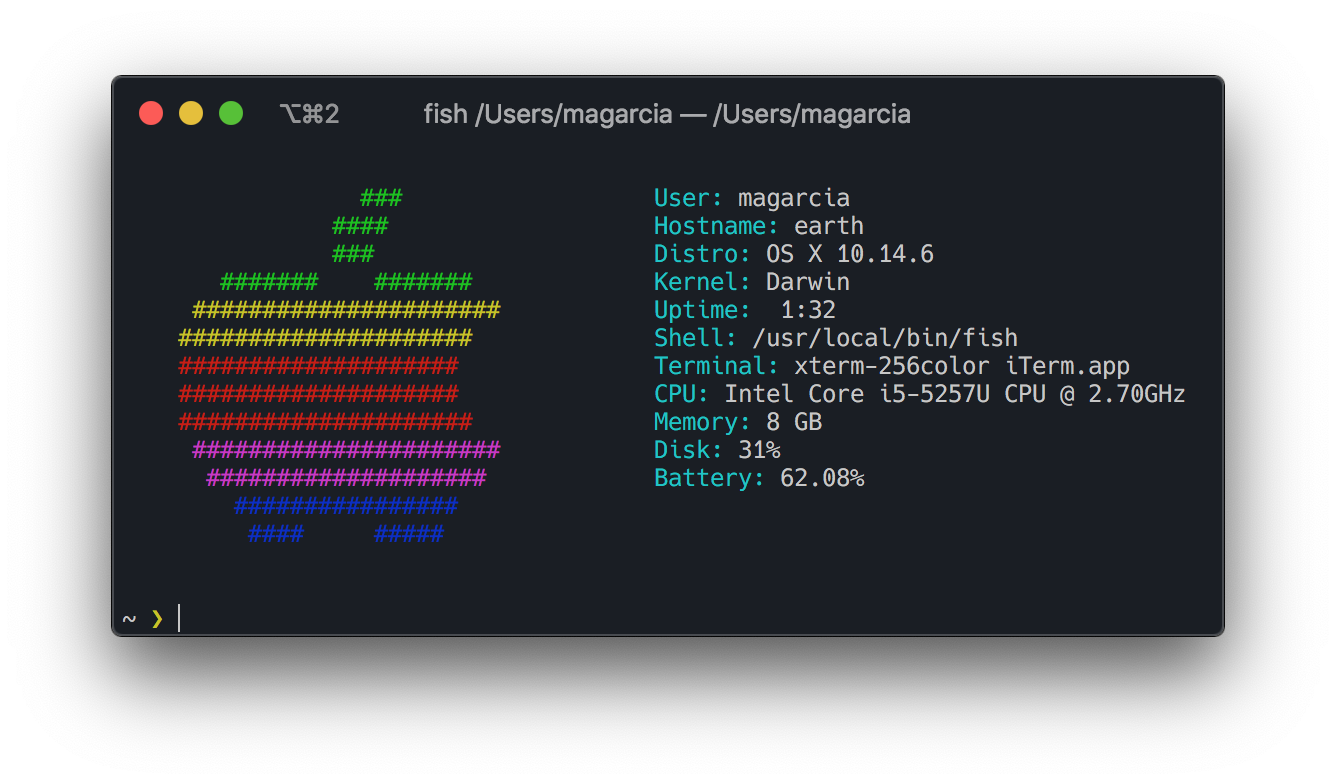 ⌥⌘2 fish /Users/magarcia — /Users/magarcia
### User: magarcia
#### Hostname: earth
### Distro: OS X 10.14.6
####### ####### Kernel: Darwin
###################### Uptime:  1:32
##################### Shell: /usr/local/bin/fish
#################### Terminal: xterm-256color iTerm.app
#################### CPU: Intel Core i5-5257U CPU @ 2.70GHz
##################### Memory: 8 GB
###################### Disk: 31%
#################### Battery: 62.08%
################
#### #####
~ ❯